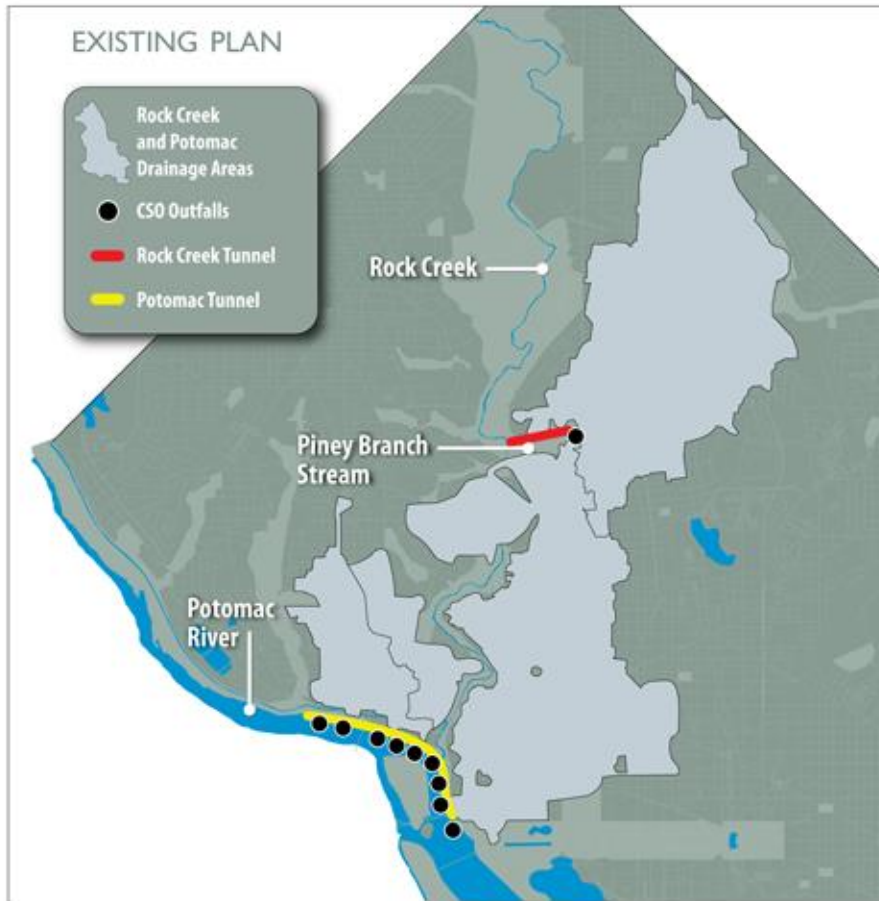 EXISTING PLAN
Rock Creek
and Potomac
Drainage Areas
CSO Outfalls
Rock Creek Tunnel
Potomac Tunnel
Rock Creek
Piney Branch
Stream
Potomac
River